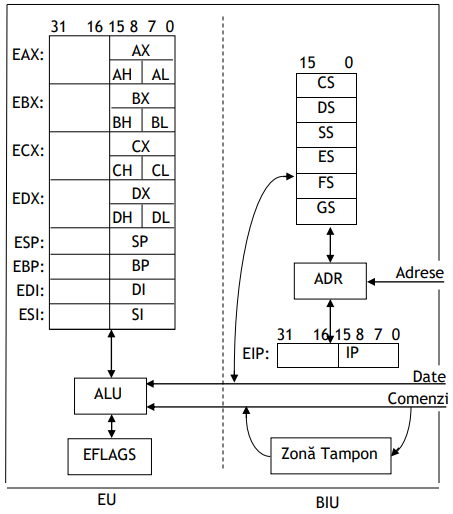 31 16 15 8 7 0
EAX: AX
AH AL
EBX: BX
BH BL
ECX: CX
CH CL
EDX: DX
DH DL
ESP: SP
EBP: BP
EDI: DI
ESI: SI
ALU
EFLAGS
EU
15 0
CS
DS
SS
ES
FS
GS
ADR
Adrese
31 16 15 8 7 0
EIP: IP
Date
Comenzi
Zonă Tampon
BIU